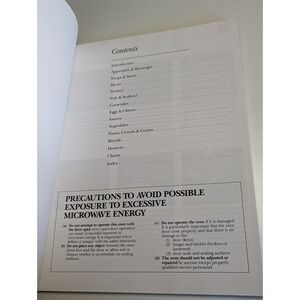 Contents
Introduction
Appetizers & Beverages
Soups & Stews
Meats
Poultry
Fish & Seafood
Casseroles
Eggs & Cheese
Sauces
Vegetables
Pastas, Cereals & Grains
Breads
Desserts
Charts
Index
PRECAUTIONS TO AVOID POSSIBLE
EXPOSURE TO EXCESSIVE
MICROWAVE ENERGY
(a) Do not attempt to operate this oven with
the door open since open-door operation
can result in harmful exposure to
microwave energy. It is important not to
defeat or tamper with the safety interlocks.
(b) Do not place any object between the oven
front face and the door or allow soil or
cleaner residue to accumulate on sealing
surfaces.
(c) Do not operate the oven if it is damaged.
It is particularly important that the oven
door close properly and that there is no
damage to the:
(1) door (bent)
(2) hinges and latches (broken or
loosened)
(3) door seals and sealing surfaces
(d) The oven should not be adjusted or
repaired by anyone except properly
qualified service personnel.